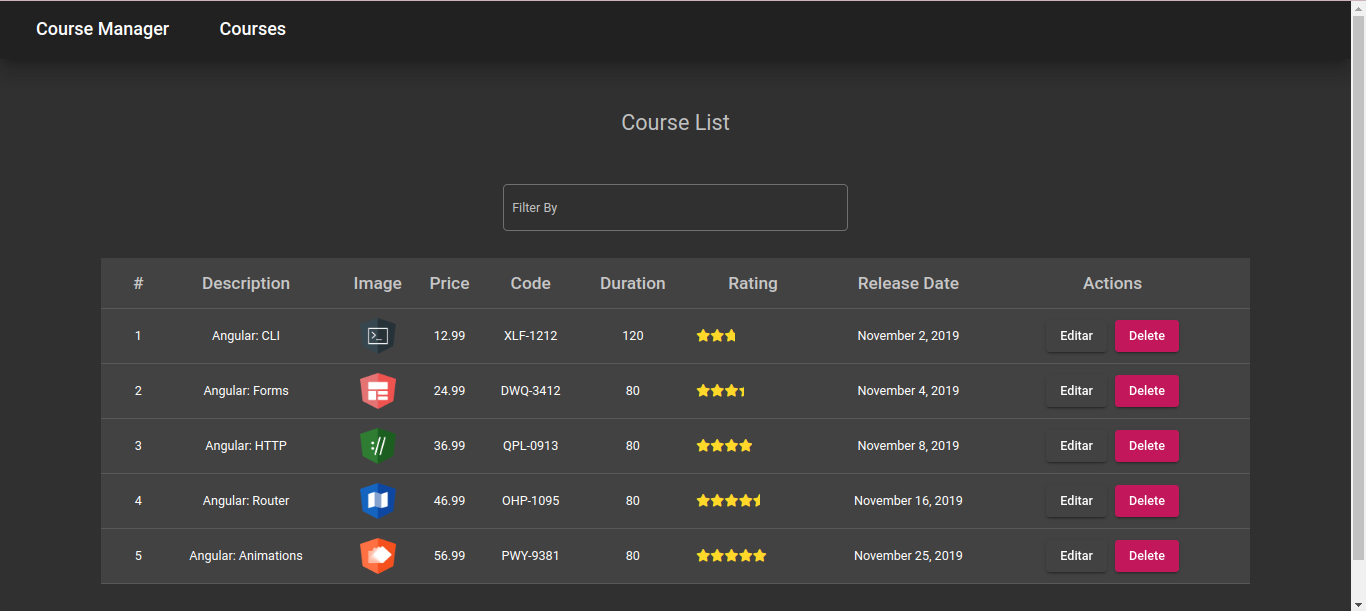 Course Manager Courses
Course List
Filter By
# Description Image Price Code Duration Rating Release Date Actions
1 Angular: CLI >_ 12.99 XLF-1212 120 November 2, 2019 Editar Delete
2 Angular: Forms 24.99 DWQ-3412 80 November 4, 2019 Editar Delete
3 Angular: HTTP :// 36.99 QPL-0913 80 November 8, 2019 Editar Delete
4 Angular: Router 46.99 OHP-1095 80 November 16, 2019 Editar Delete
5 Angular: Animations 56.99 PWY-9381 80 November 25, 2019 Editar Delete